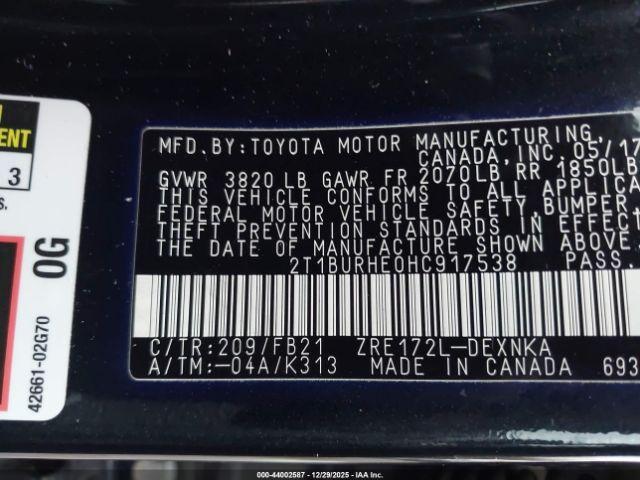 MENT
3
S.
OG
42661-02G70
MFD.BY:TOYOTA MOTOR MANUFACTURING,
CANADA,INC.05/17
GVWR 3820 LB GAWR FR 2070LB RR 1850LB
THIS VEHICLE CONFORMS TO ALL APPLICA
FEDERAL MOTOR VEHICLE SAFETY,BUMPER
THEFT PREVENTION STANDARDS IN EFFECT
THE DATE OF MANUFACTURE SHOWN ABOVE
2T1BURHE0HC917538 PASS.
C/TR:209/FB21 ZRE172L-DEXNKA
A/TM:-04A/K313 MADE IN CANADA 693
000-44002587 | 12/29/2025 - IAA Inc.